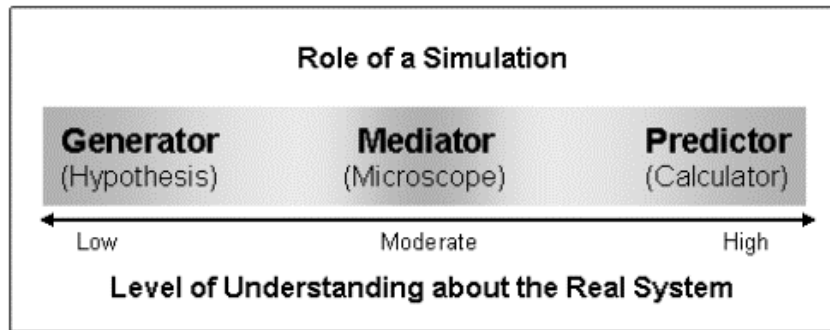 Role of a Simulation
Generator Mediator Predictor
(Hypothesis) (Microscope) (Calculator)
Low Moderate High
Level of Understanding about the Real System